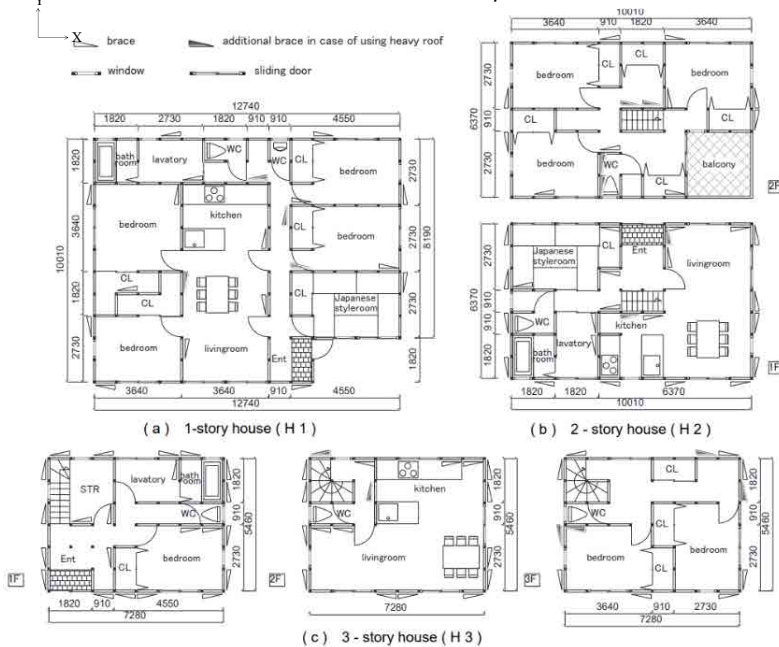 Y
X
brace
additional brace in case of using heavy roof
window
sliding door
12740
1820 2730 1820 910 910 4550
1820 3640 1820 2730
10010
bath room
lavatory
WC
WC
CL
bedroom
bedroom
kitchen
CL
bedroom
CL
CL
CL
Japanese styleroom
bedroom
livingroom
Ent
2730 2730 2730 1820
8190
3640 3640 910 4550
12740
( a ) 1-story house ( H 1 )
10010
3640 910 1820 3640
2730 910 2730
6370
bedroom
CL
CL
bedroom
CL
CL
bedroom
WC
CL
balcony
2F
2730 910 910 1820
6370
Japanese styleroom
CL
Ent
livingroom
WC
kitchen
bath room
lavatory
1F
1820 1820 6370
10010
( b ) 2 - story house ( H 2 )
STR
lavatory
bath room
WC
Ent
CL
bedroom
1F
1820 910 2730
5460
1820 910 4550
7280
kitchen
WC
livingroom
2F
1820 910 2730
5460
7280
CL
WC
CL
bedroom
bedroom
CL
3F
1820 910 2730
5460
3640 910 2730
7280
( c ) 3 - story house ( H 3 )